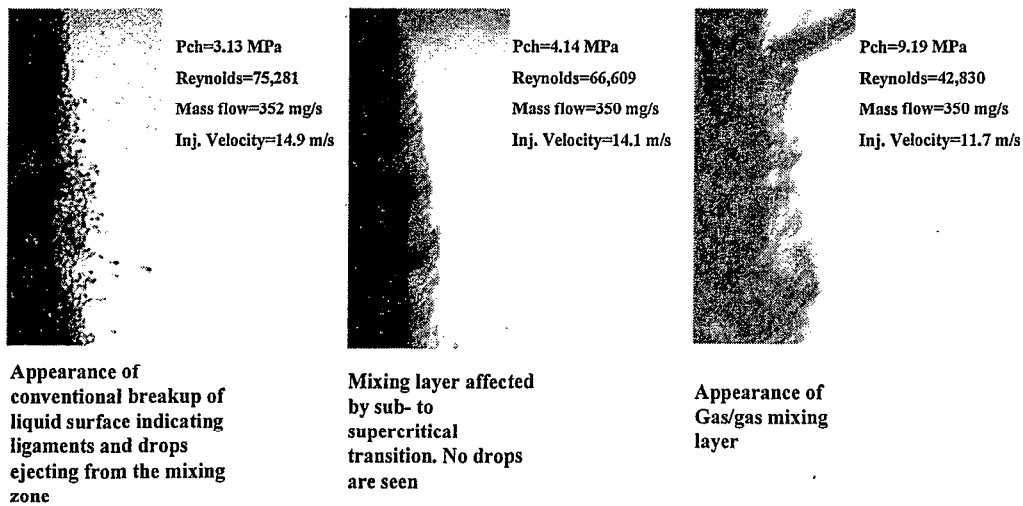 Pch=3.13 MPa
Reynolds=75,281
Mass flow=352 mg/s
Inj. Velocity=14.9 m/s
Appearance of
conventional breakup of
liquid surface indicating
ligaments and drops
ejecting from the mixing
zone
Pch=4.14 MPa
Reynolds=66,609
Mass flow=350 mg/s
Inj. Velocity=14.1 m/s
Mixing layer affected
by sub- to
supercritical
transition. No drops
are seen
Pch=9.19 MPa
Reynolds=42,830
Mass flow=350 mg/s
Inj. Velocity=11.7 m/s
Appearance of
Gas/gas mixing
layer